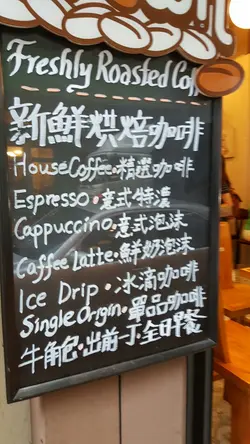 Freshly Roasted Cof
新鮮烘焙咖啡
House Coffee·精選咖啡
Espresso·意式特濃
Cappuccino·意式泡沫
Caffee Latte·鮮奶泡沫
Ice Drip·冰滴咖啡
Single Origin·單品咖啡
牛角包·出前一丁·全日早餐